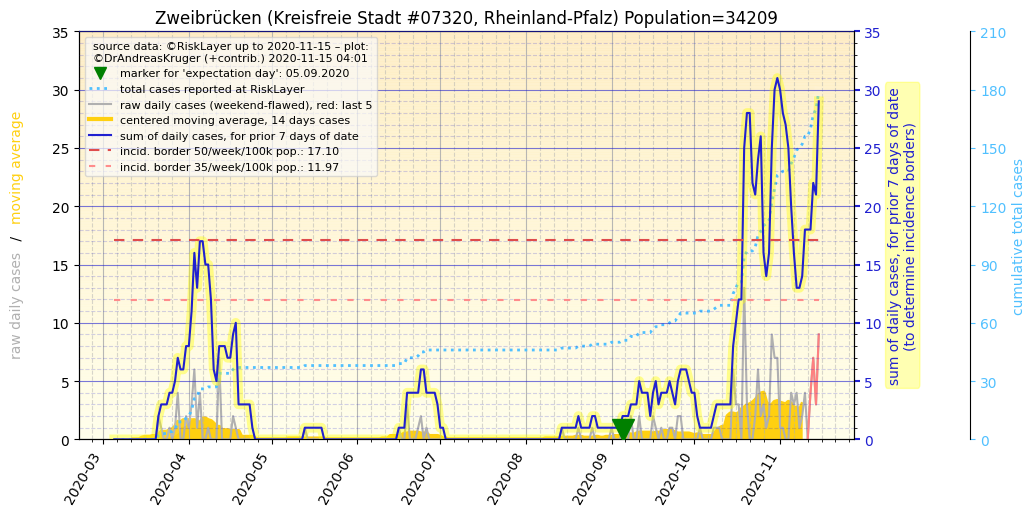 Zweibrücken (Kreisfreie Stadt #07320, Rheinland-Pfalz) Population=34209
source data: ©RiskLayer up to 2020-11-15 – plot:
©DrAndreasKruger (+contrib.) 2020-11-15 04:01
marker for 'expectation day': 05.09.2020
total cases reported at RiskLayer
raw daily cases (weekend-flawed), red: last 5
centered moving average, 14 days cases
sum of daily cases, for prior 7 days of date
incid. border 50/week/100k pop.: 17.10
incid. border 35/week/100k pop.: 11.97
raw daily cases / moving average
35
30
25
20
15
10
5
0
2020-03
2020-04
2020-05
2020-06
2020-07
2020-08
2020-09
2020-10
2020-11
35
30
25
20
15
10
5
0
sum of daily cases, for prior 7 days of date
(to determine incidence borders)
210
180
150
120
90
60
30
0
cumulative total cases